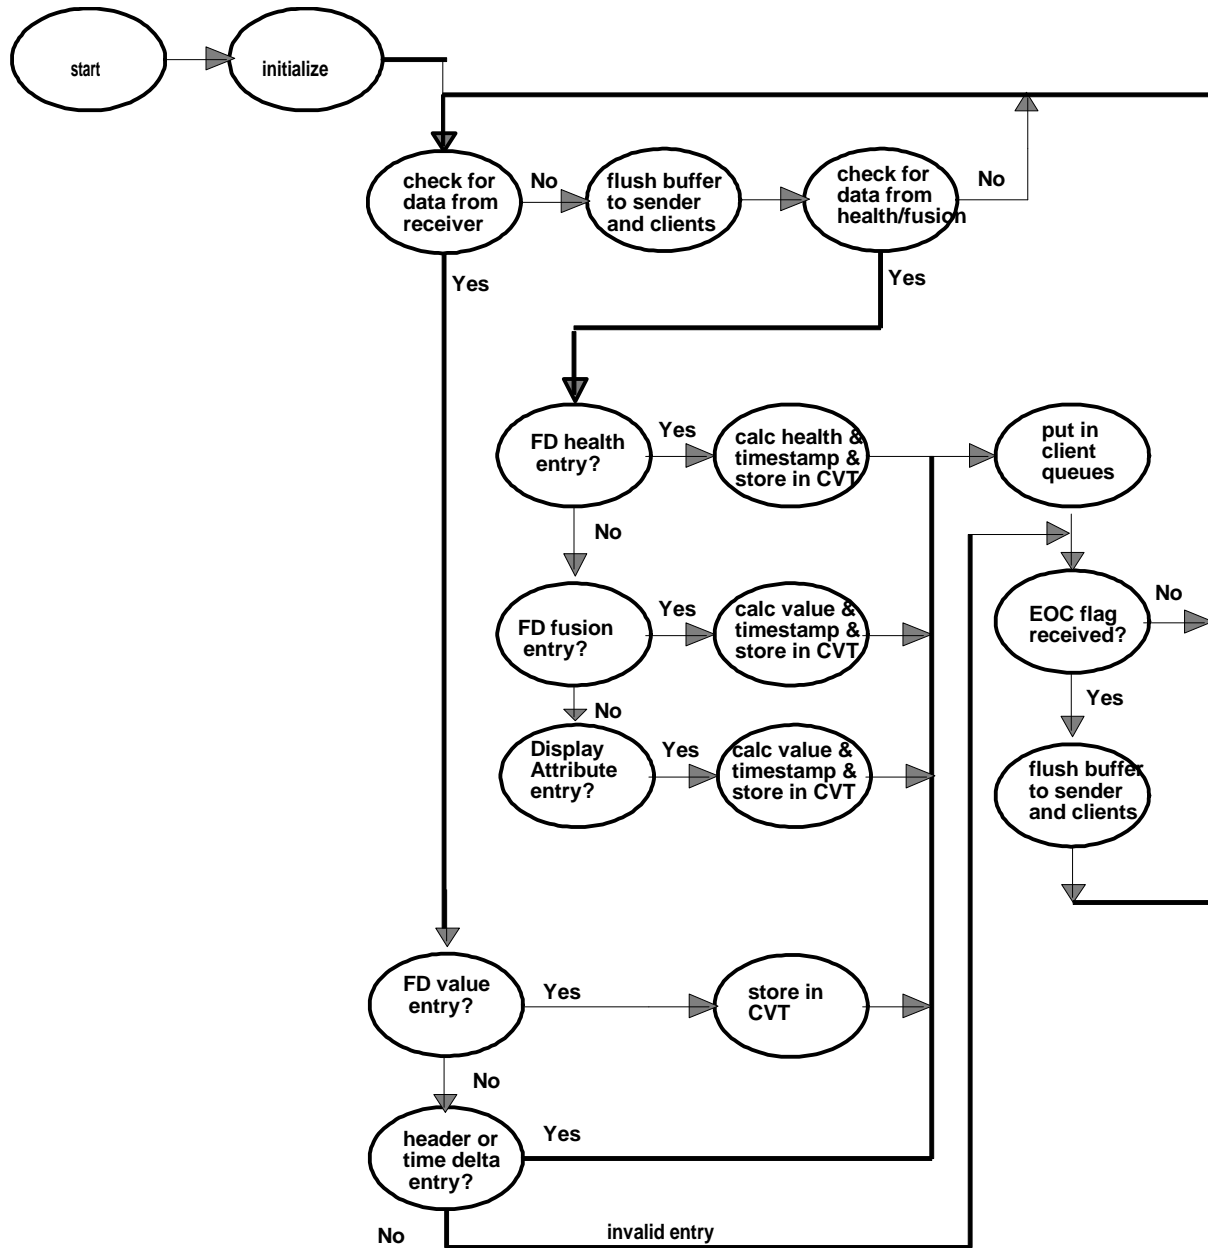 start
initialize
check for
data from
receiver
No
flush buffer
to sender
and clients
check for
data from
health/fusion
No
Yes
Yes
FD health
entry?
Yes
calc health &
timestamp &
store in CVT
put in
client
queues
No
FD fusion
entry?
Yes
calc value &
timestamp &
store in CVT
EOC flag
received?
No
No
Yes
Display
Attribute
entry?
Yes
calc value &
timestamp &
store in CVT
flush buffer
to sender
and clients
FD value
entry?
Yes
store in
CVT
No
header or
time delta
entry?
Yes
No
invalid entry